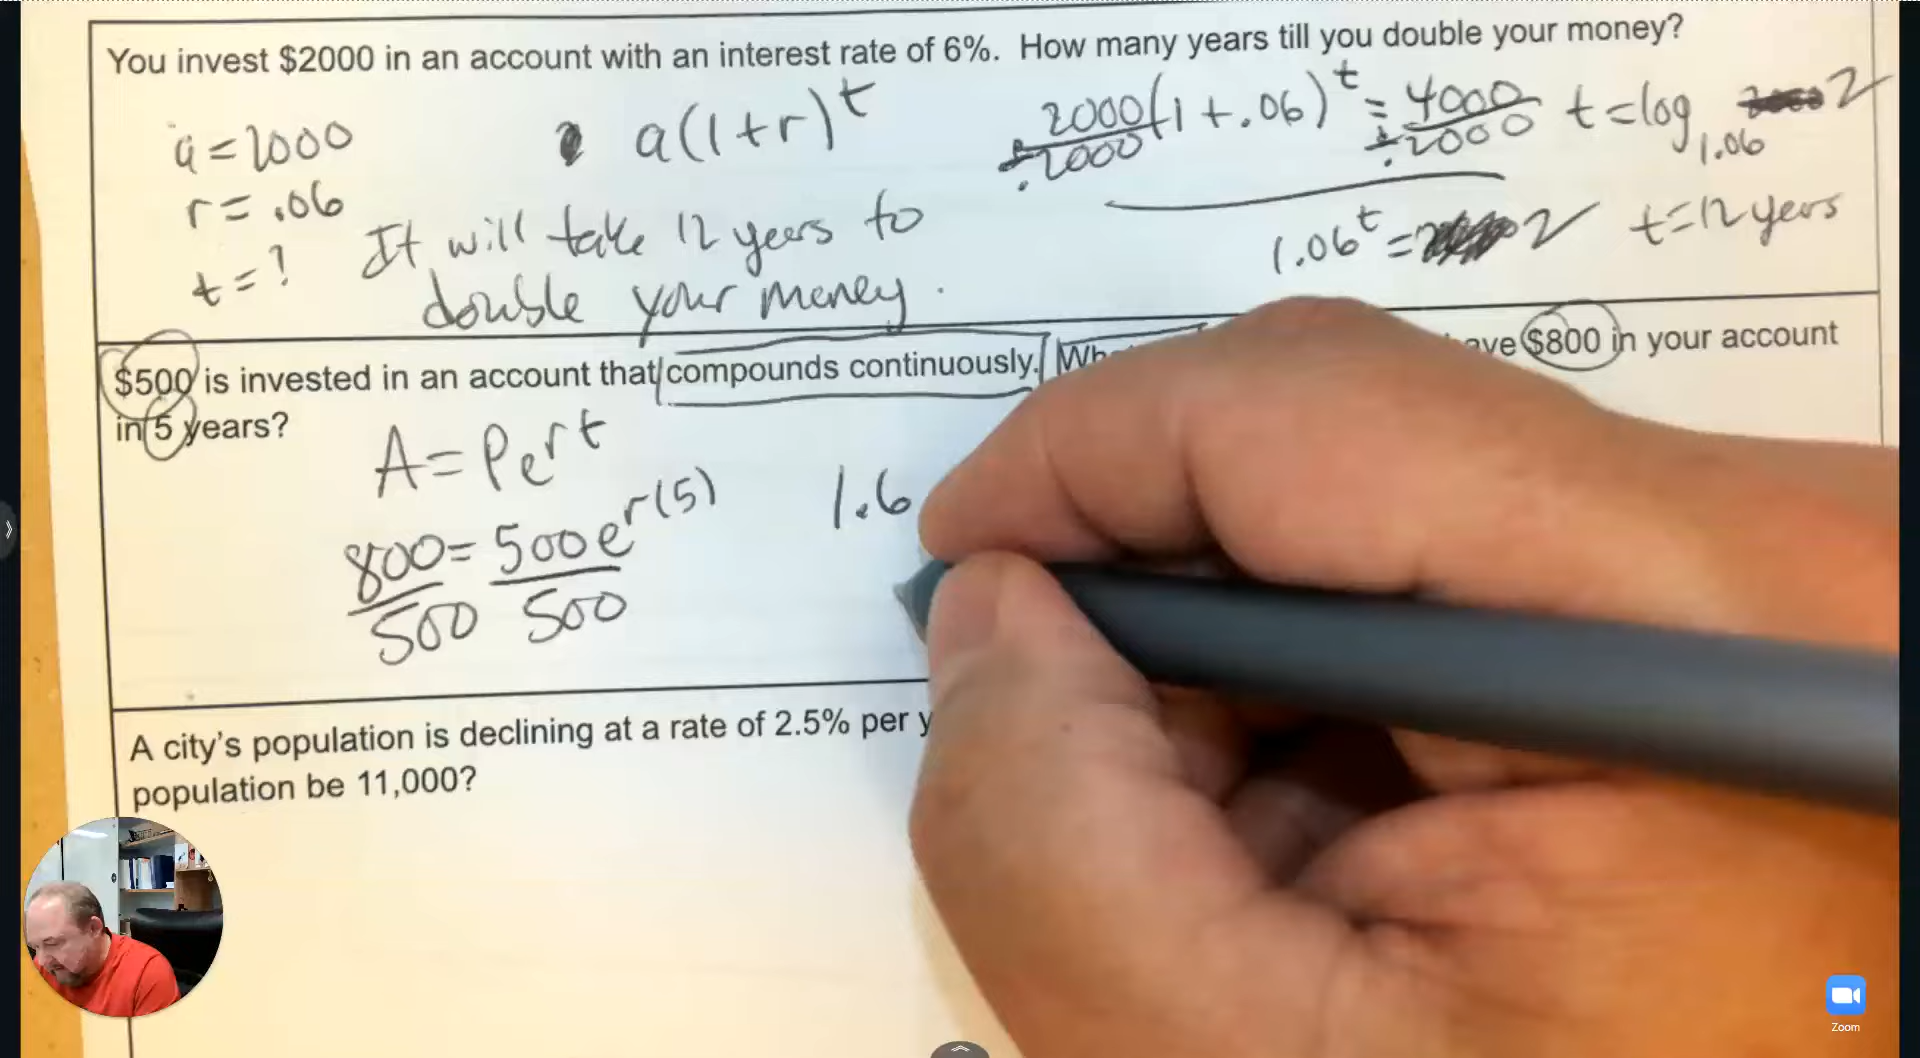 You invest $2000 in an account with an interest rate of 6%. How many years till you double your money?
a = 2000
r = .06
t = ?
a(1+r)^t
It will take 12 years to
double your money.
2000(1+.06)^t = 4000
÷2000 ÷2000
1.06^t = 2
t = log_1.06 2
t = 12 years
$500 is invested in an account that compounds continuously. ave $800 in your account
in 5 years?
A = Pe^rt
800 = 500e^r(5)
500 500
1.6
A city's population is declining at a rate of 2.5% per
population be 11,000?
Zoom